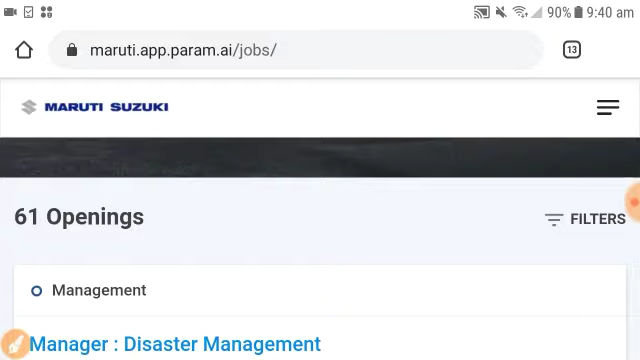 90% 9:40 am
maruti.app.param.ai/jobs/
13
MARUTI SUZUKI
61 Openings
FILTERS
Management
Manager : Disaster Management